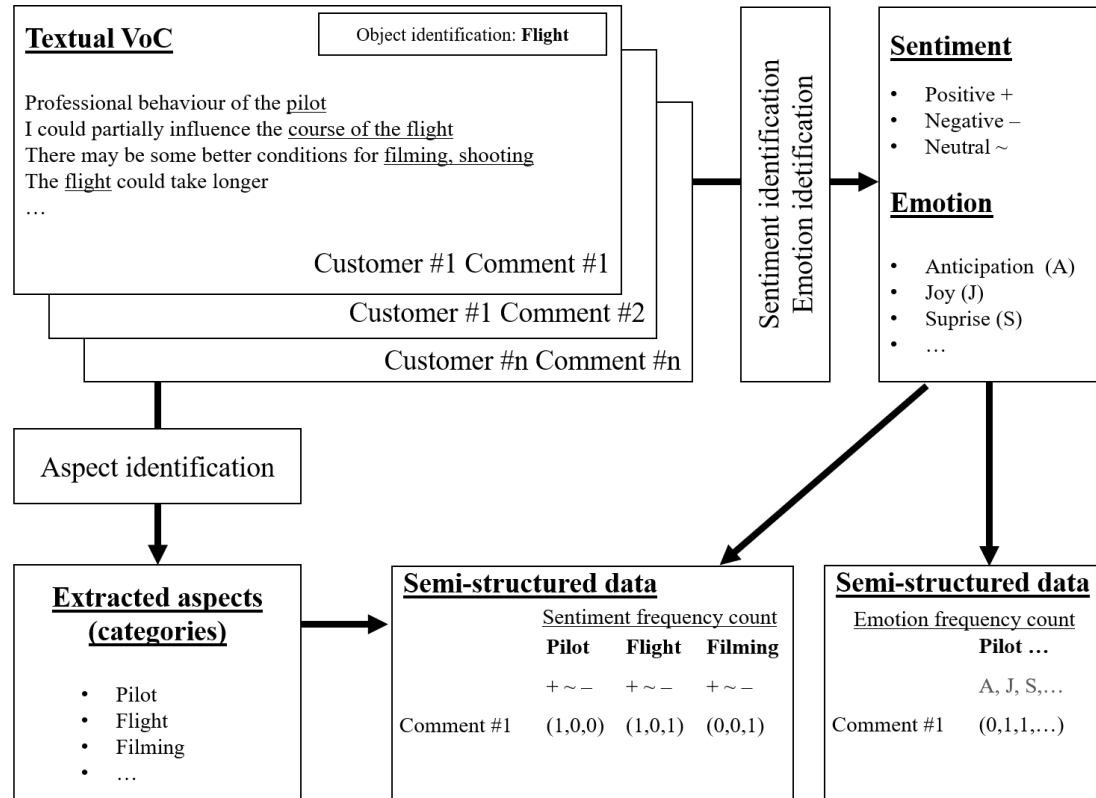 Textual VoC
Object identification: Flight
Professional behaviour of the pilot
I could partially influence the course of the flight
There may be some better conditions for filming, shooting
The flight could take longer
…
Customer #1 Comment #1
Customer #1 Comment #2
Customer #n Comment #n
Sentiment identification
Emotion idetification
Sentiment
• Positive +
• Negative –
• Neutral ~
Emotion
• Anticipation (A)
• Joy (J)
• Suprise (S)
• …
Aspect identification
Extracted aspects
(categories)
• Pilot
• Flight
• Filming
• …
Semi-structured data
Sentiment frequency count
Pilot Flight Filming
+ ~ – + ~ – + ~ –
Comment #1 (1,0,0) (1,0,1) (0,0,1)
Semi-structured data
Emotion frequency count
Pilot …
A, J, S,…
Comment #1 (0,1,1,…)